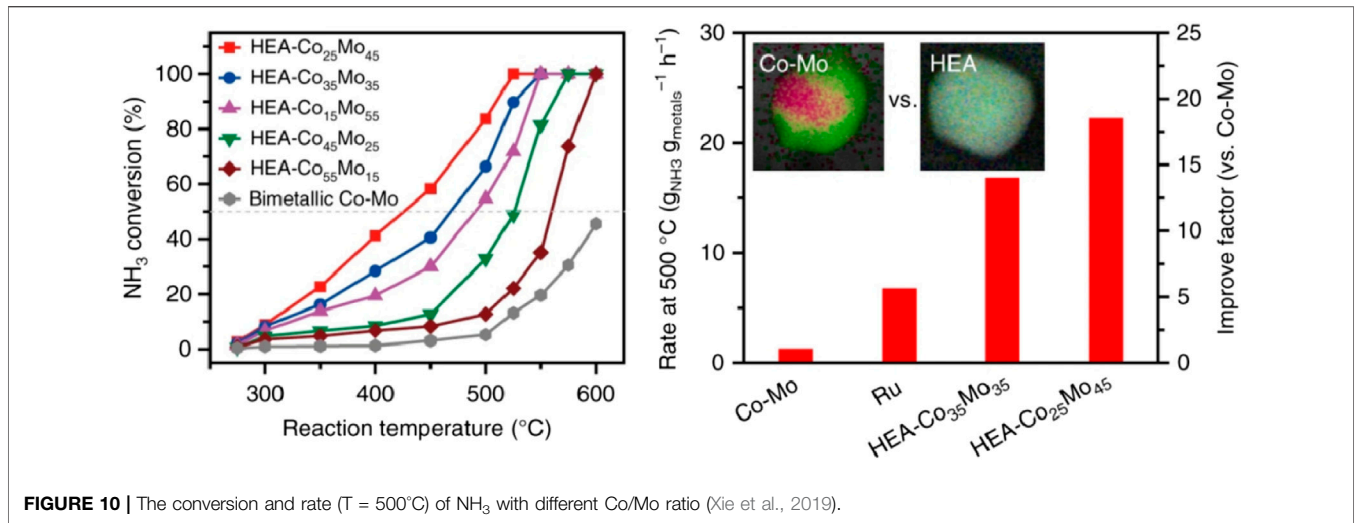 HEA-Co₂₅Mo₄₅
HEA-Co₃₅Mo₃₅
HEA-Co₁₅Mo₅₅
HEA-Co₄₅Mo₂₅
HEA-Co₅₅Mo₁₅
Bimetallic Co-Mo
NH₃ conversion (%)
100
80
60
40
20
0
300
400
500
600
Reaction temperature (°C)
Rate at 500 °C (g_NH3 g_metals⁻¹ h⁻¹)
30
20
10
0
Co-Mo
vs.
HEA
Co-Mo
Ru
HEA-Co₃₅Mo₃₅
HEA-Co₂₅Mo₄₅
25
20
15
10
5
0
Improve factor (vs. Co-Mo)
FIGURE 10 | The conversion and rate (T = 500°C) of NH₃ with different Co/Mo ratio (Xie et al., 2019).